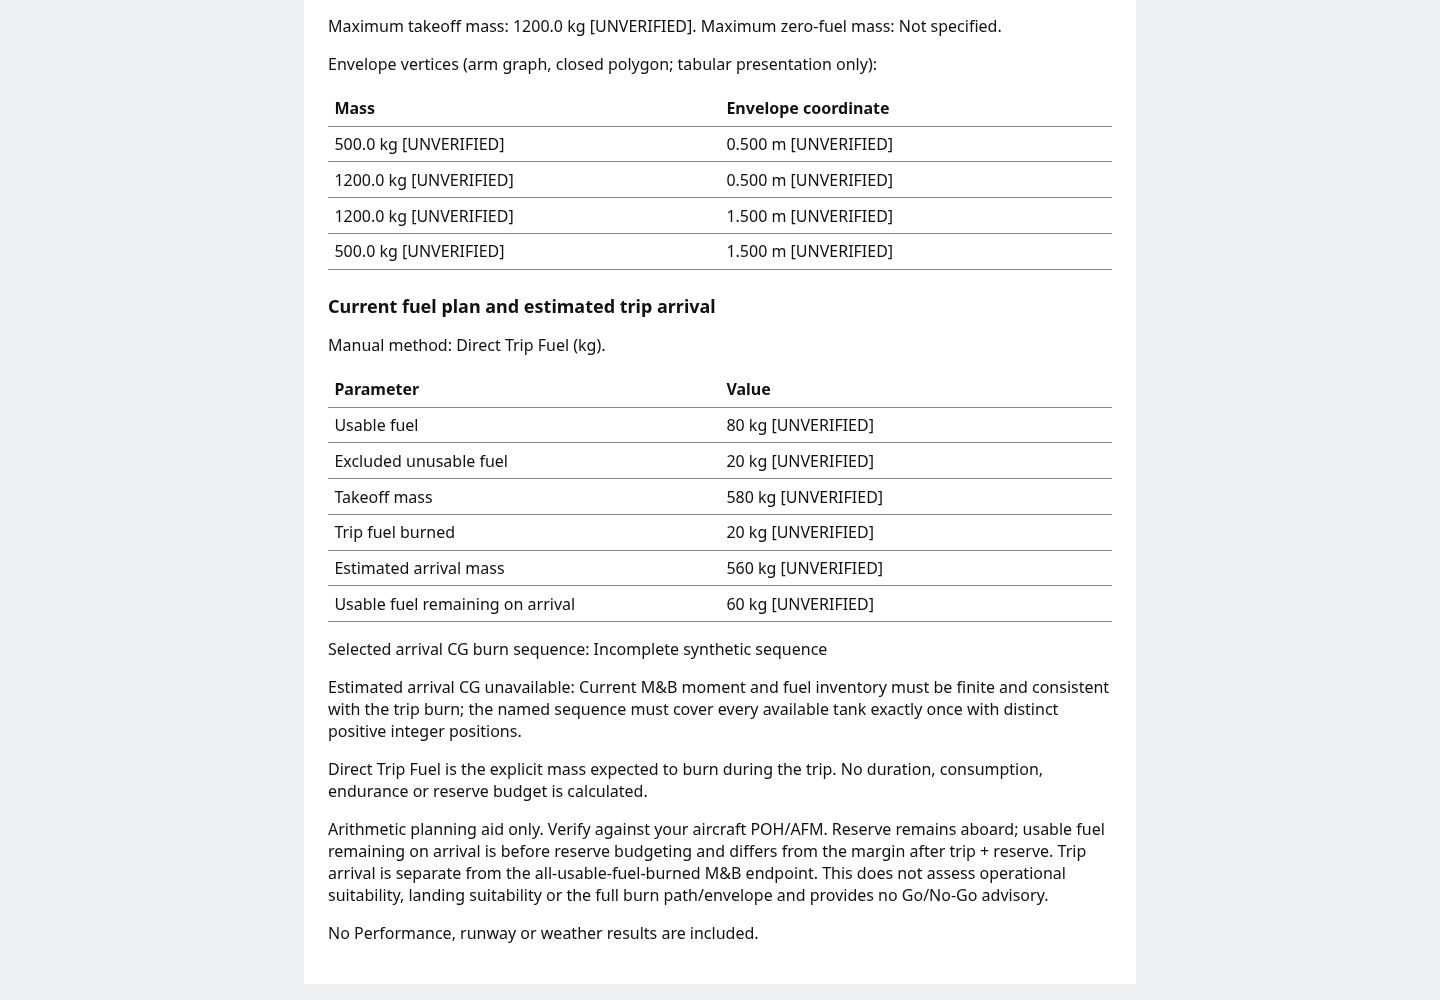 Maximum takeoff mass: 1200.0 kg [UNVERIFIED]. Maximum zero-fuel mass: Not specified.
Envelope vertices (arm graph, closed polygon; tabular presentation only):
Mass Envelope coordinate
500.0 kg [UNVERIFIED] 0.500 m [UNVERIFIED]
1200.0 kg [UNVERIFIED] 0.500 m [UNVERIFIED]
1200.0 kg [UNVERIFIED] 1.500 m [UNVERIFIED]
500.0 kg [UNVERIFIED] 1.500 m [UNVERIFIED]
Current fuel plan and estimated trip arrival
Manual method: Direct Trip Fuel (kg).
Parameter Value
Usable fuel 80 kg [UNVERIFIED]
Excluded unusable fuel 20 kg [UNVERIFIED]
Takeoff mass 580 kg [UNVERIFIED]
Trip fuel burned 20 kg [UNVERIFIED]
Estimated arrival mass 560 kg [UNVERIFIED]
Usable fuel remaining on arrival 60 kg [UNVERIFIED]
Selected arrival CG burn sequence: Incomplete synthetic sequence
Estimated arrival CG unavailable: Current M&B moment and fuel inventory must be finite and consistent
with the trip burn; the named sequence must cover every available tank exactly once with distinct
positive integer positions.
Direct Trip Fuel is the explicit mass expected to burn during the trip. No duration, consumption,
endurance or reserve budget is calculated.
Arithmetic planning aid only. Verify against your aircraft POH/AFM. Reserve remains aboard; usable fuel
remaining on arrival is before reserve budgeting and differs from the margin after trip + reserve. Trip
arrival is separate from the all-usable-fuel-burned M&B endpoint. This does not assess operational
suitability, landing suitability or the full burn path/envelope and provides no Go/No-Go advisory.
No Performance, runway or weather results are included.